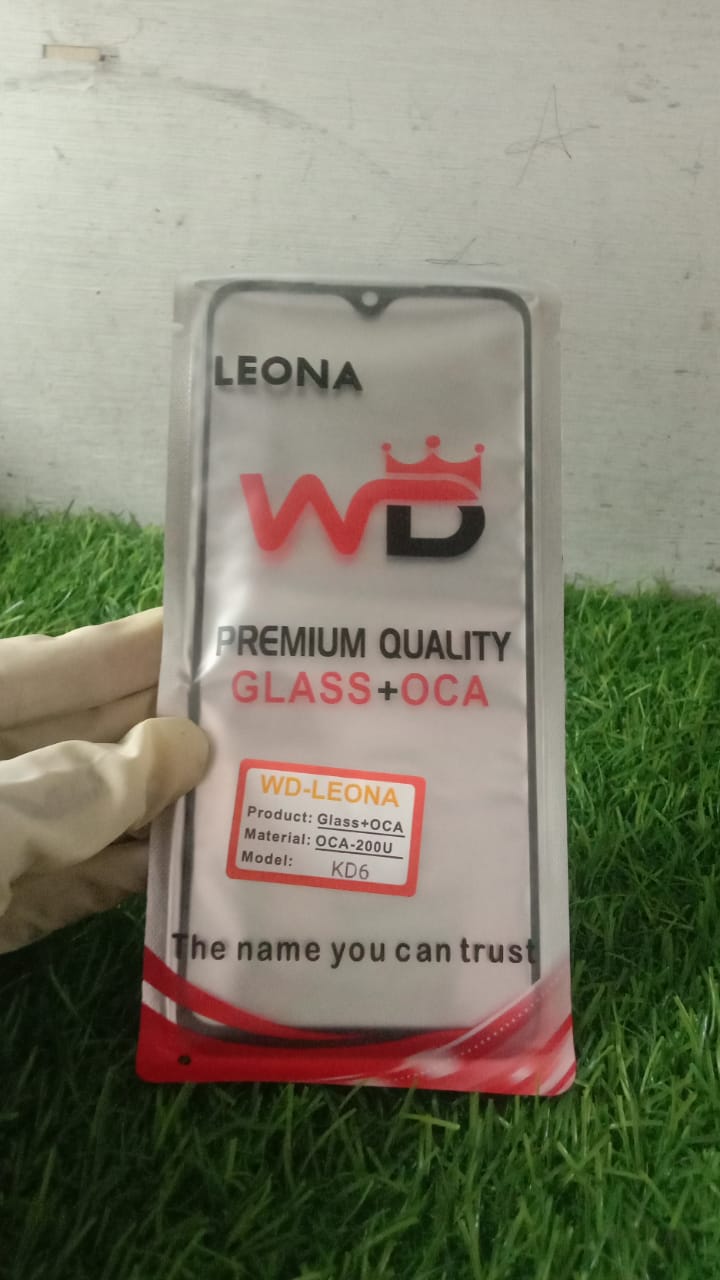 LEONA
WD
PREMIUM QUALITY
GLASS+OCA
WD-LEONA
Product: Glass+OCA
Material: OCA-200U
Model: KD6
The name you can trust